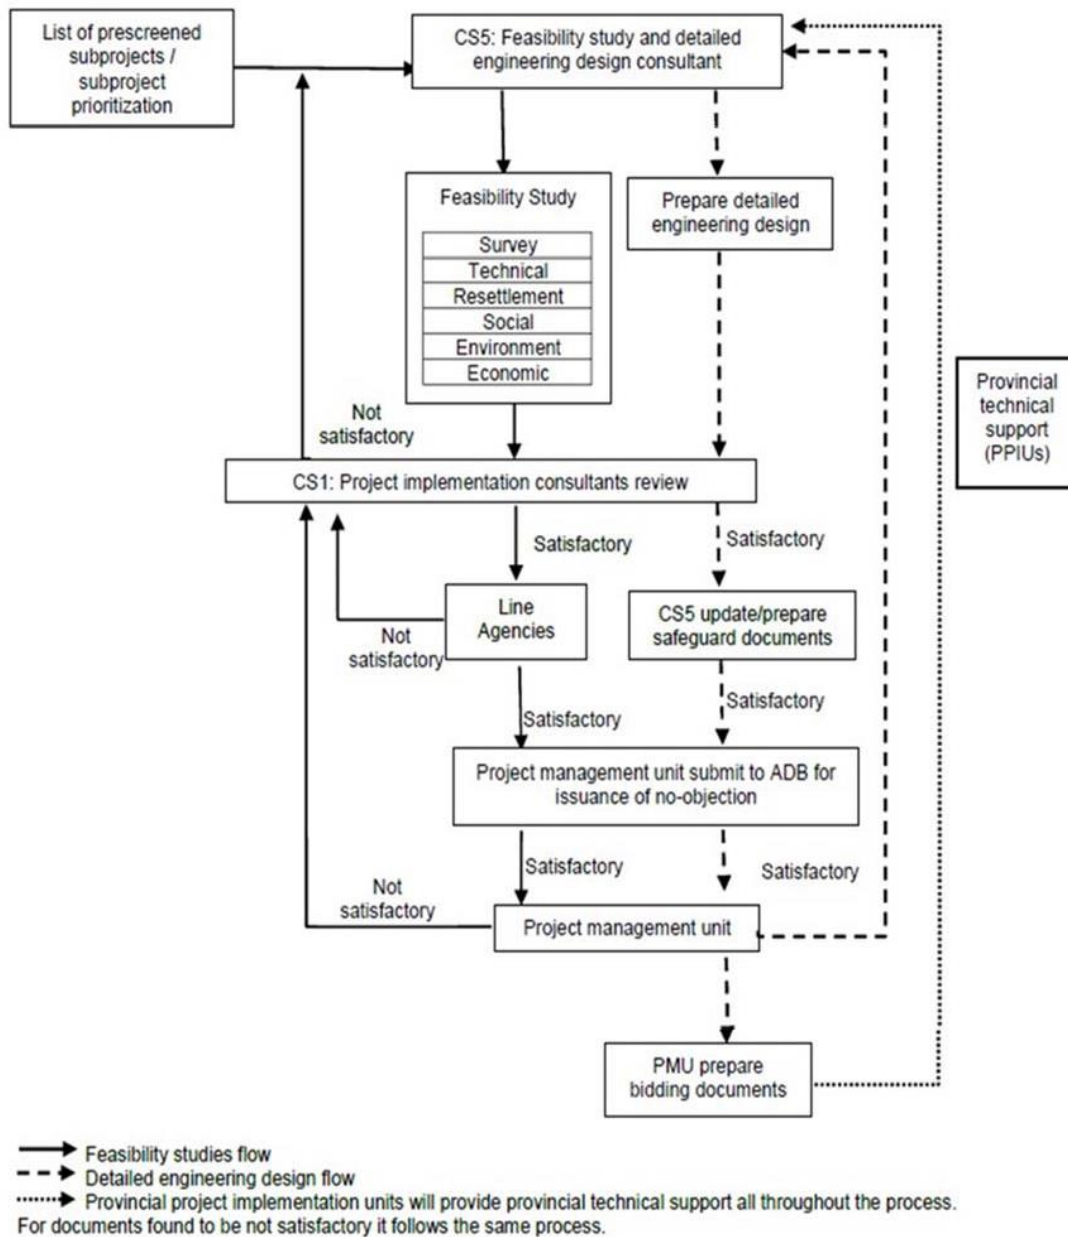 List of prescreened
subprojects /
subproject
prioritization
CS5: Feasibility study and detailed
engineering design consultant
Feasibility Study
Survey
Technical
Resettlement
Social
Environment
Economic
Prepare detailed
engineering design
Provincial
technical
support
(PPIUs)
Not
satisfactory
CS1: Project implementation consultants review
Satisfactory
Satisfactory
Line
Agencies
CS5 update/prepare
safeguard documents
Not
satisfactory
Satisfactory
Satisfactory
Project management unit submit to ADB for
issuance of no-objection
Satisfactory
Satisfactory
Not
satisfactory
Project management unit
PMU prepare
bidding documents
Feasibility studies flow
Detailed engineering design flow
Provincial project implementation units will provide provincial technical support all throughout the process.
For documents found to be not satisfactory it follows the same process.